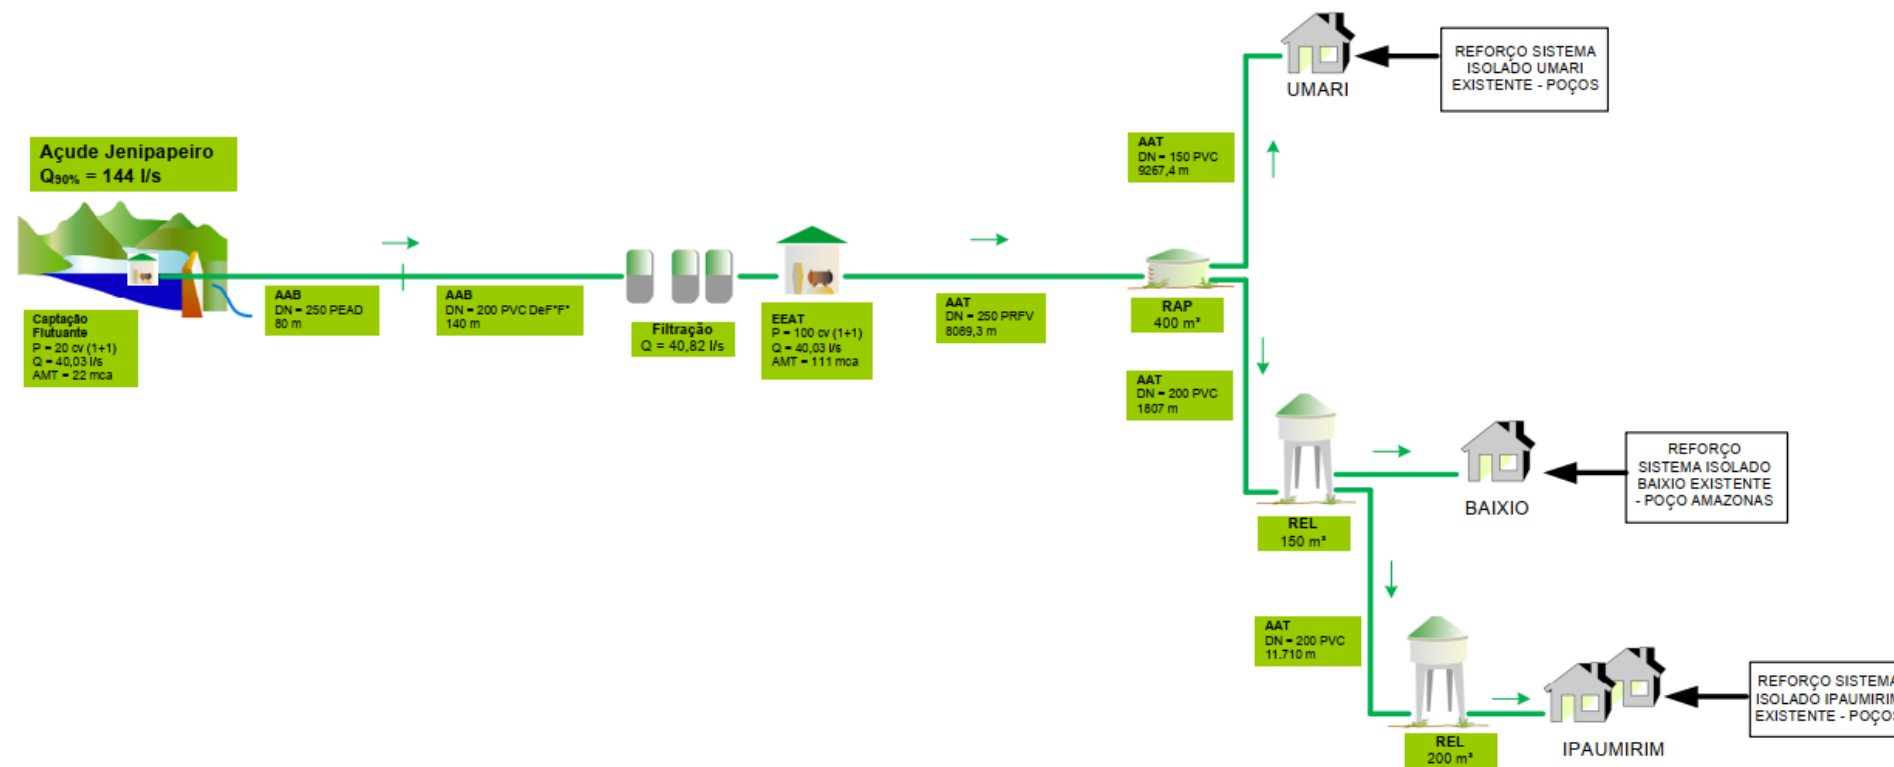 Açude Jenipapeiro
Q90% = 144 l/s
Captação
Flutuante
P = 20 cv (1+1)
Q = 40,03 l/s
AMT = 22 mca
AAB
DN = 250 PEAD
80 m
AAB
DN = 200 PVC DeF°F°
140 m
Filtração
Q = 40,82 l/s
EEAT
P = 100 cv (1+1)
Q = 40,03 l/s
AMT = 111 mca
AAT
DN = 250 PRFV
8089,3 m
RAP
400 m³
AAT
DN = 150 PVC
9267,4 m
UMARI
REFORÇO SISTEMA
ISOLADO UMARI
EXISTENTE - POÇOS
AAT
DN = 200 PVC
1807 m
REL
150 m³
BAIXIO
REFORÇO
SISTEMA ISOLADO
BAIXIO EXISTENTE
- POÇO AMAZONAS
AAT
DN = 200 PVC
11.710 m
REL
200 m³
IPAUMIRIM
REFORÇO SISTEMA
ISOLADO IPAUMIRIM
EXISTENTE - POÇOS